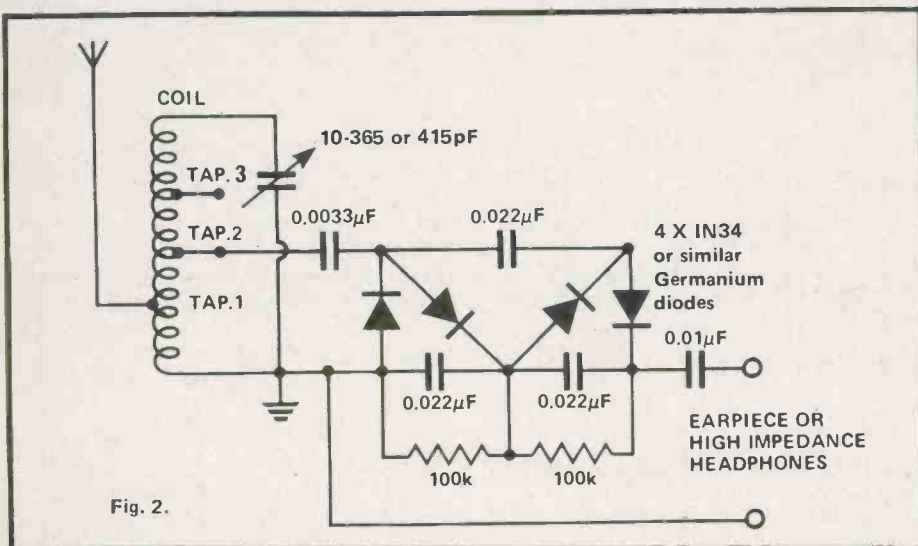 COIL
10-365 or 415pF
TAP.3
0.0033µF
0.022µF
4 X IN34
or similar
Germanium
diodes
TAP.2
TAP.1
0.01µF
0.022µF
0.022µF
EARPIECE OR
HIGH IMPEDANCE
HEADPHONES
100k
100k
Fig. 2.